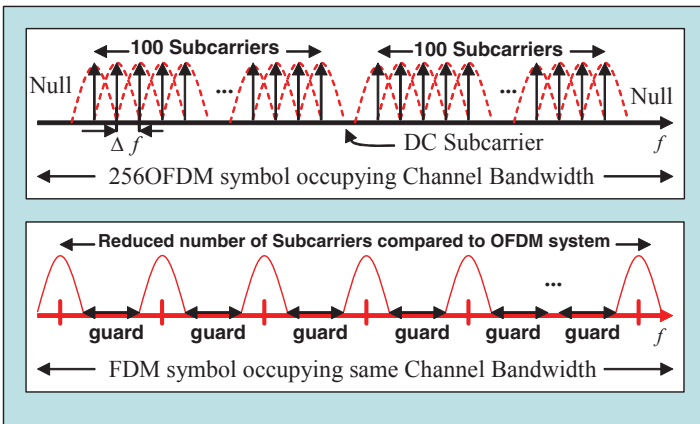 100 Subcarriers 100 Subcarriers
Null ... ... Null
Δ f DC Subcarrier f
256OFDM symbol occupying Channel Bandwidth
Reduced number of Subcarriers compared to OFDM system
...
guard guard guard guard guard guard f
FDM symbol occupying same Channel Bandwidth